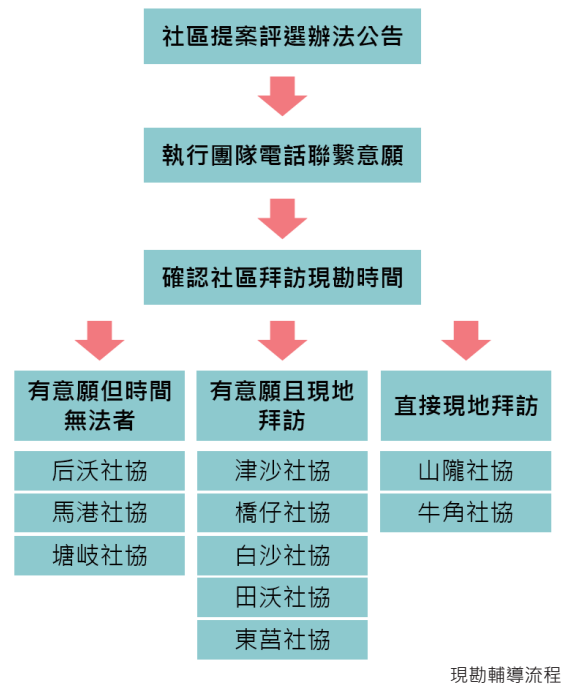 社區提案評選辦法公告
執行團隊電話聯繫意願
確認社區拜訪現勘時間
有意願但時間
無法者
后沃社協
馬港社協
塘岐社協
有意願且現地
拜訪
津沙社協
橋仔社協
白沙社協
田沃社協
東莒社協
直接現地拜訪
山隴社協
牛角社協
現勘輔導流程